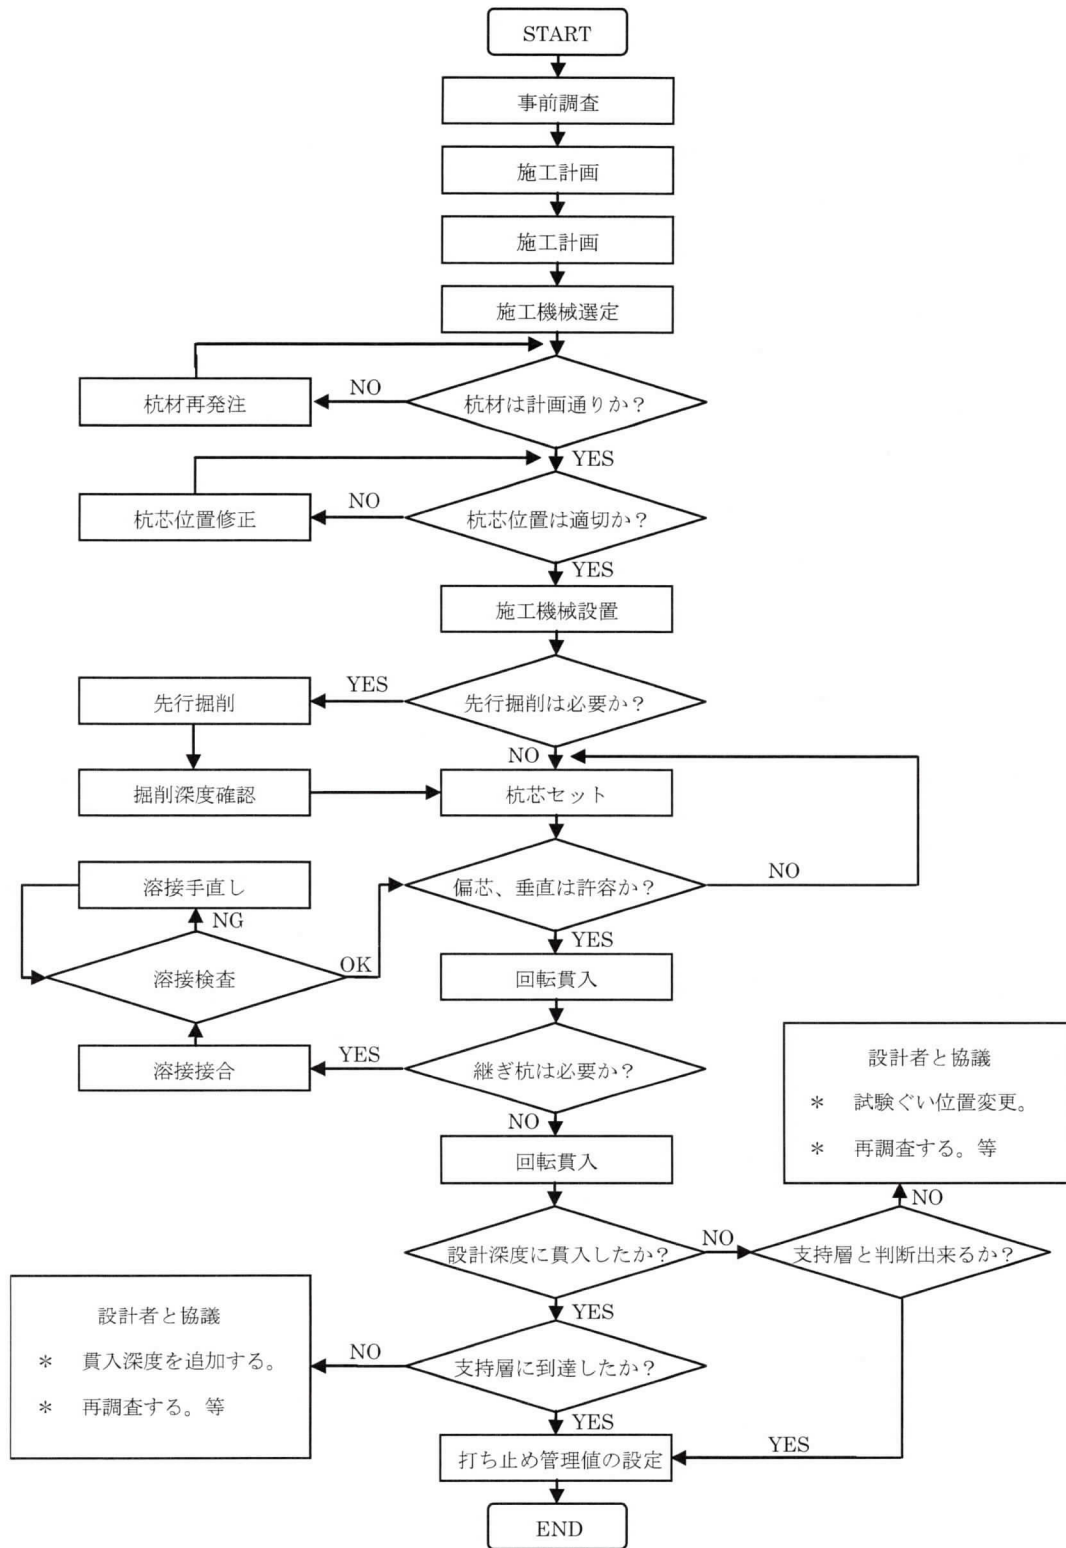 START
事前調査
施工計画
施工計画
施工機械選定
杭材は計画通りか？
NO
杭材再発注
YES
杭芯位置は適切か？
NO
杭芯位置修正
YES
施工機械設置
先行掘削は必要か？
YES
先行掘削
NO
掘削深度確認
杭芯セット
溶接手直し
偏芯、垂直は許容か？
NO
NG
YES
溶接検査
OK
回転貫入
継ぎ杭は必要か？
YES
溶接接合
NO
回転貫入
設計者と協議
＊ 試験ぐい位置変更。
＊ 再調査する。等
NO
設計深度に貫入したか？
NO
支持層と判断出来るか？
YES
設計者と協議
＊ 貫入深度を追加する。
＊ 再調査する。等
NO
支持層に到達したか？
YES
打ち止め管理値の設定
YES
END